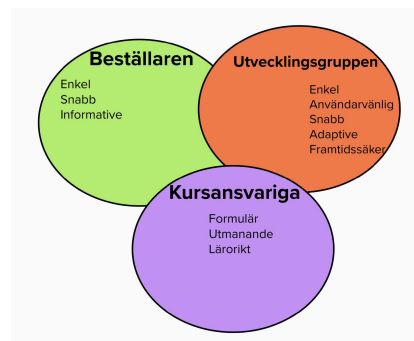 Beställaren
Enkel
Snabb
Informative
Utvecklingsgruppen
Enkel
Användarvänlig
Snabb
Adaptive
Framtidssäker
Kursansvariga
Formulär
Utmanande
Lärorikt